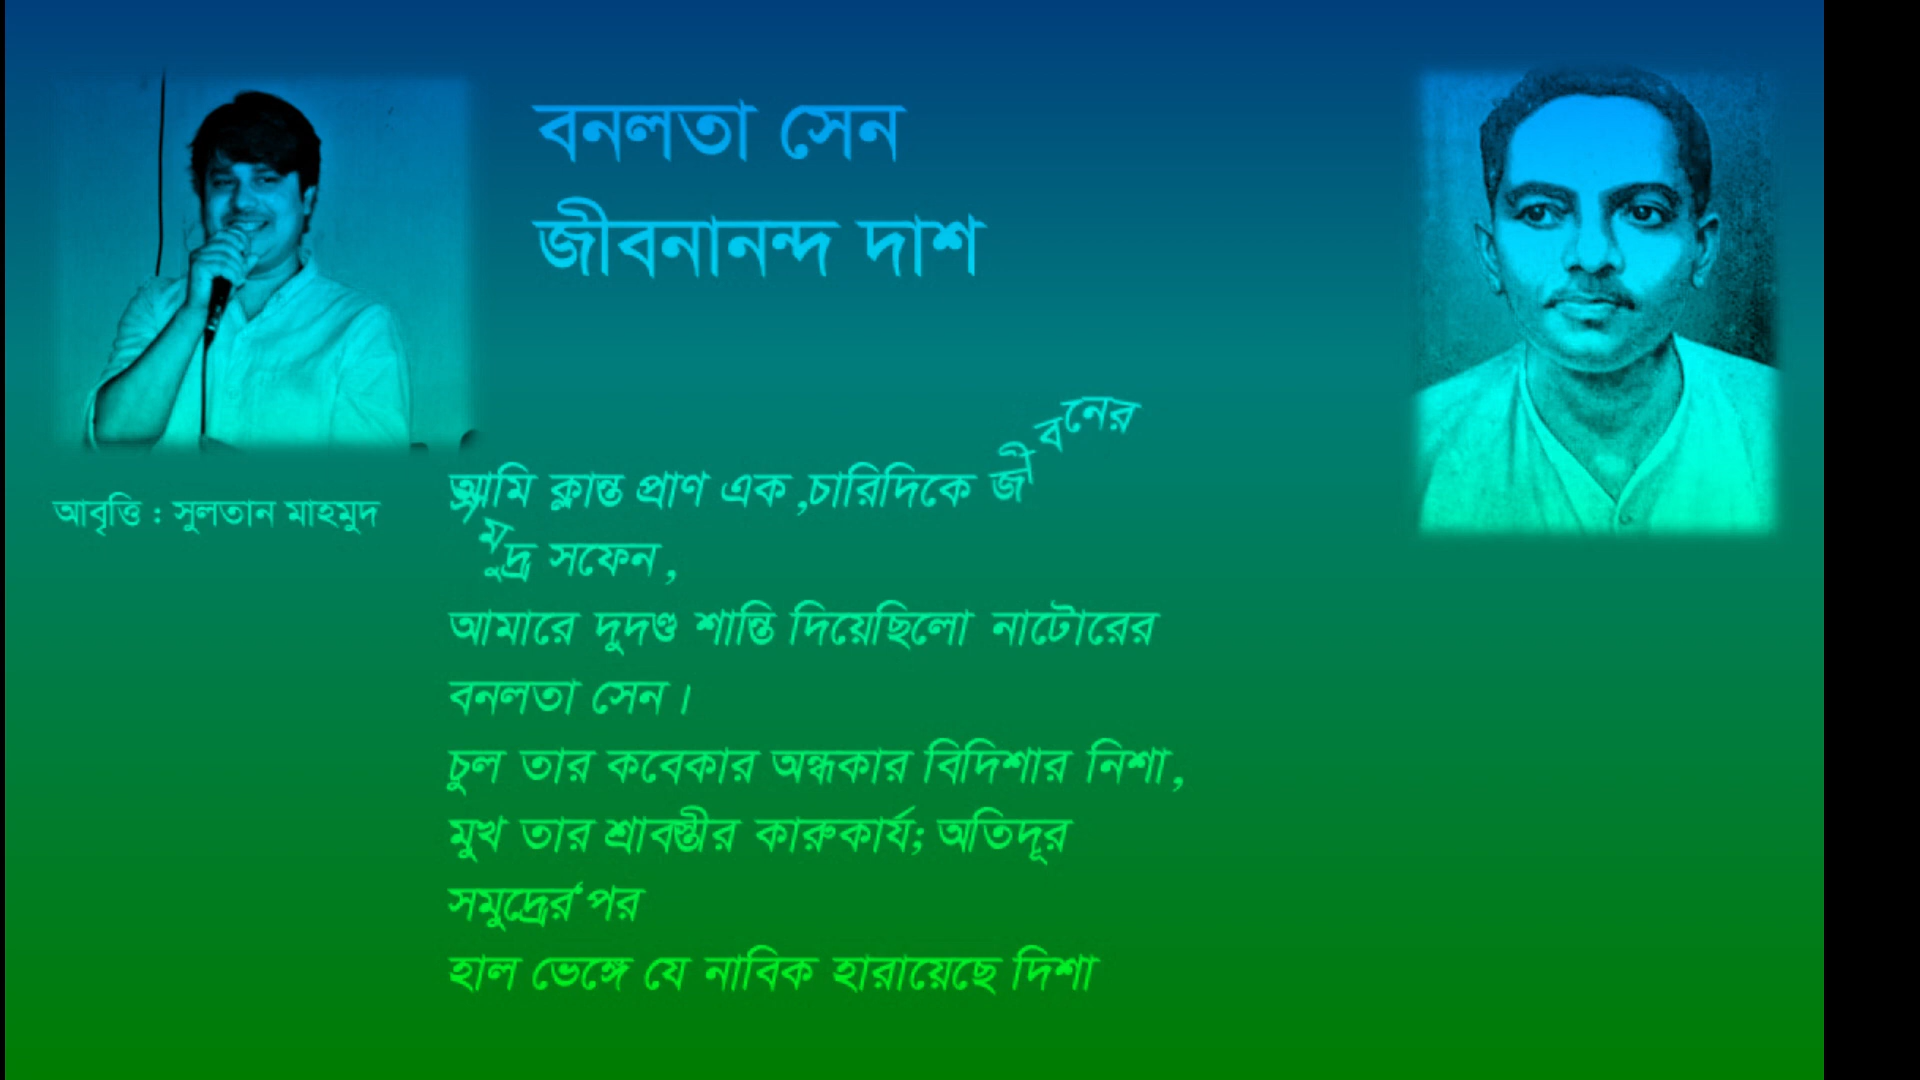 বনলতা সেন
জীবনানন্দ দাশ
আমি ক্লান্ত প্রাণ এক ,চারিদিকে জীবনের
সমুদ্র সফেন ,
আমারে দুদণ্ড শান্তি দিয়েছিলো নাটোরের
বনলতা সেন ।
চুল তার কবেকার অন্ধকার বিদিশার নিশা ,
মুখ তার শ্রাবস্তীর কারুকার্য; অতিদূর
সমুদ্রের 'পর
হাল ভেঙ্গে যে নাবিক হারায়েছে দিশা
আবৃত্তি : সুলতান মাহমুদ